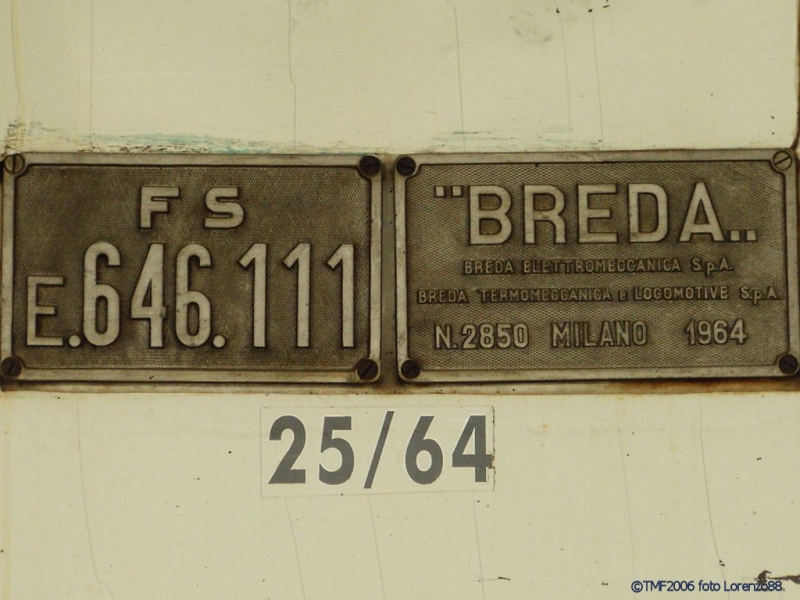 FS
E.646.111
"BREDA„
BREDA ELETTROMECCANICA S.p.A.
BREDA TERMOMECCANICA e LOCOMOTIVE S.p.A.
N.2850 MILANO 1964
25/64
©TMF2006 foto Lorenzo88